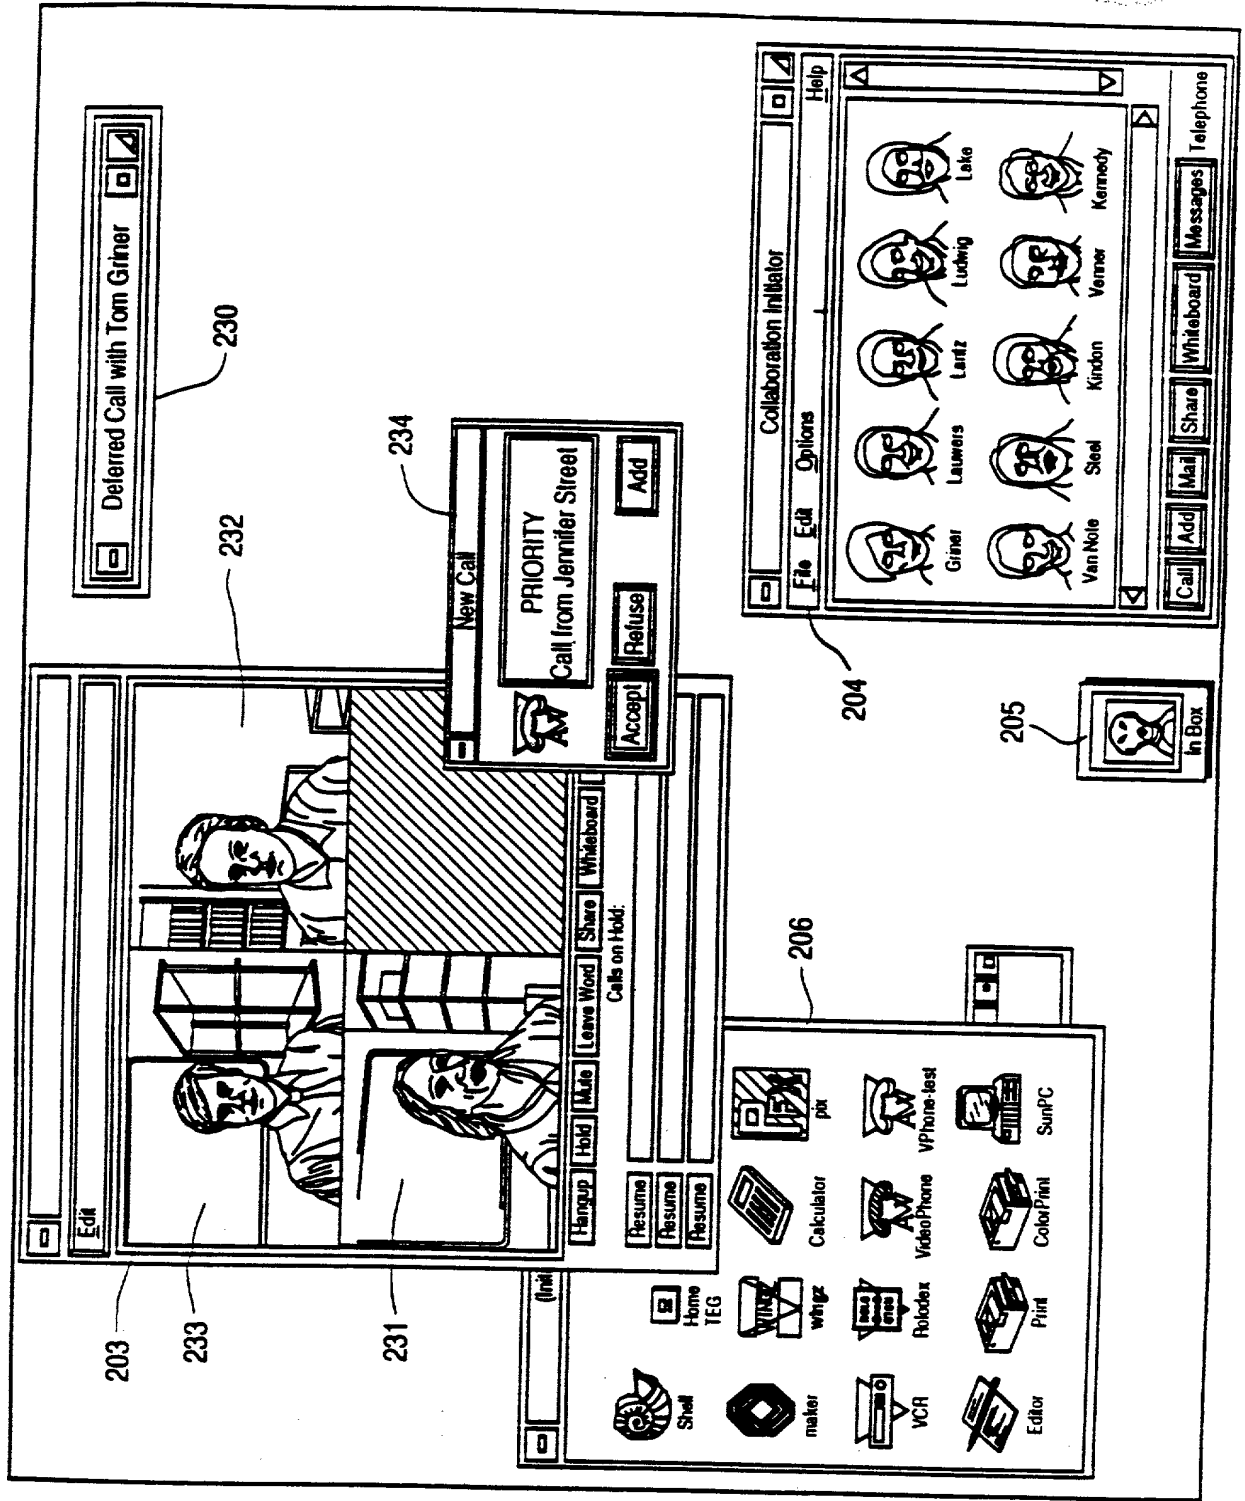 Edit
203
233
231
232
Hangup Hold Mute Leave Word Share Whiteboard
Calls on Hold:
Resume
Resume
Resume
Deferred Call with Tom Griner
230
234
New Call
PRIORITY
Call from Jennifer Street
Accept Refuse Add
(Initi
Home
TEG
Shell
maker
WINGZ
wingz
Calculator
pix
VCR
Rolodex
VideoPhone
VPhone-test
Editor
Print
ColorPrint
SunPC
206
205
In Box
204
Collaboration Initiator
File Edit Options Help
Griner Lauwers Lantz Ludwig Lake
Van Note Steel Kindon Venner Kennedy
Call Add Mail Share Whiteboard Messages Telephone